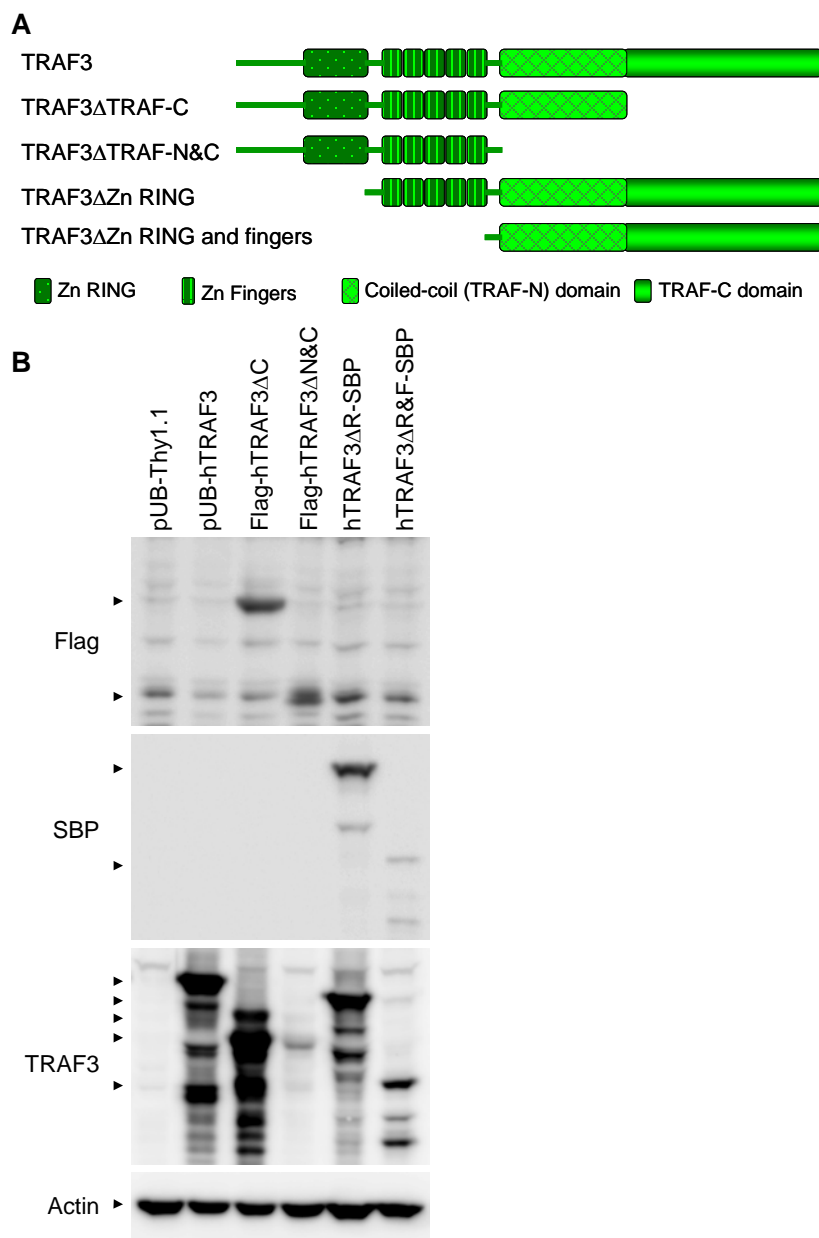 A
TRAF3
TRAF3ΔTRAF-C
TRAF3ΔTRAF-N&C
TRAF3ΔZn RING
TRAF3ΔZn RING and fingers
Zn RING
Zn Fingers
Coiled-coil (TRAF-N) domain
TRAF-C domain
B
pUB-Thy1.1
pUB-hTRAF3
Flag-hTRAF3ΔC
Flag-hTRAF3ΔN&C
hTRAF3ΔR-SBP
hTRAF3ΔR&F-SBP
Flag
SBP
TRAF3
Actin